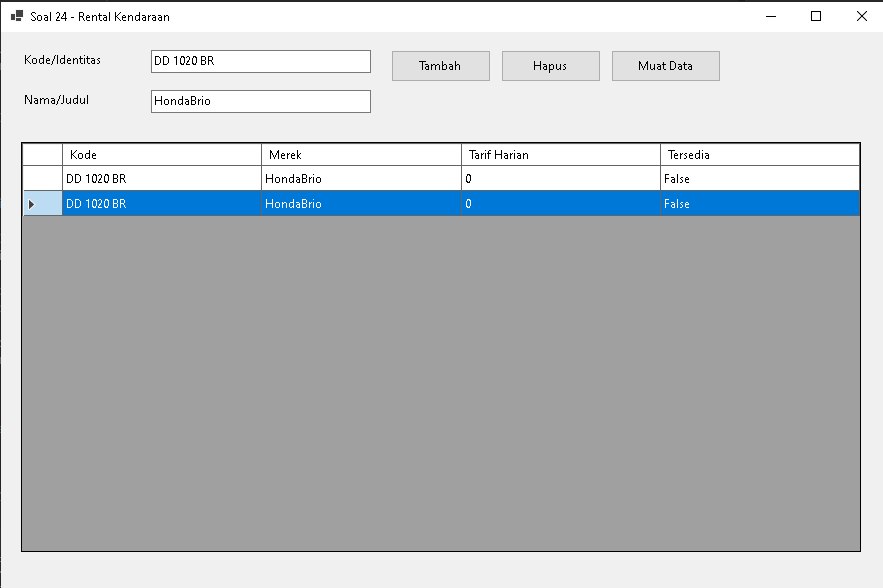 Soal 24 - Rental Kendaraan
Kode/Identitas DD 1020 BR Tambah Hapus Muat Data
Nama/Judul HondaBrio
Kode Merek Tarif Harian Tersedia
DD 1020 BR HondaBrio 0 False
DD 1020 BR HondaBrio 0 False